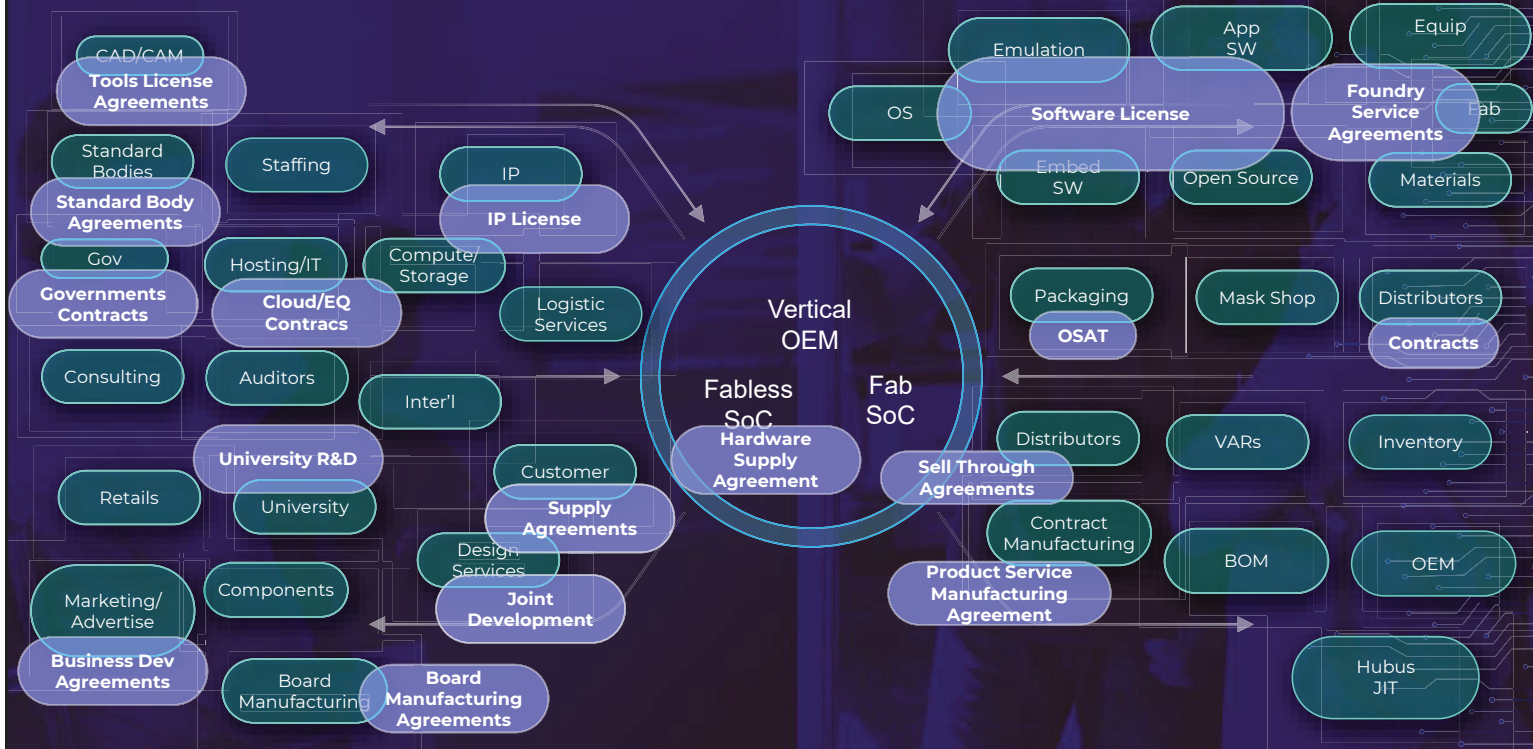 CAD/CAM
Tools License
Agreements
Standard
Bodies
Staffing
IP
Standard Body
Agreements
IP License
Gov
Hosting/IT
Compute/
Storage
Governments
Contracts
Cloud/EQ
Contracs
Logistic
Services
Consulting
Auditors
Inter'l
University R&D
Customer
Retails
University
Supply
Agreements
Design
Services
Components
Marketing/
Advertise
Joint
Development
Business Dev
Agreements
Board
Manufacturing
Board
Manufacturing
Agreements
Vertical
OEM
Fabless
SoC
Fab
SoC
Hardware
Supply
Agreement
Sell Through
Agreements
Emulation
App
SW
Equip
OS
Software License
Foundry
Service
Agreements
Fab
Embed
SW
Open Source
Materials
Packaging
Mask Shop
Distributors
OSAT
Contracts
Distributors
VARs
Inventory
Contract
Manufacturing
BOM
OEM
Product Service
Manufacturing
Agreement
Hubus
JIT